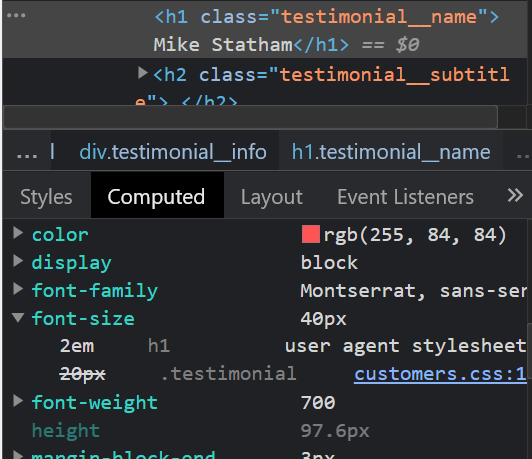 … <h1 class="testimonial__name">
Mike Statham</h1> == $0
<h2 class="testimonial__subtitl
e"> </h2>
… l div.testimonial__info h1.testimonial__name ..
Styles Computed Layout Event Listeners »
color rgb(255, 84, 84)
display block
font-family Montserrat, sans-ser
font-size 40px
2em h1 user agent stylesheet
20px .testimonial customers.css:1
font-weight 700
height 97.6px
margin-block-end 3px